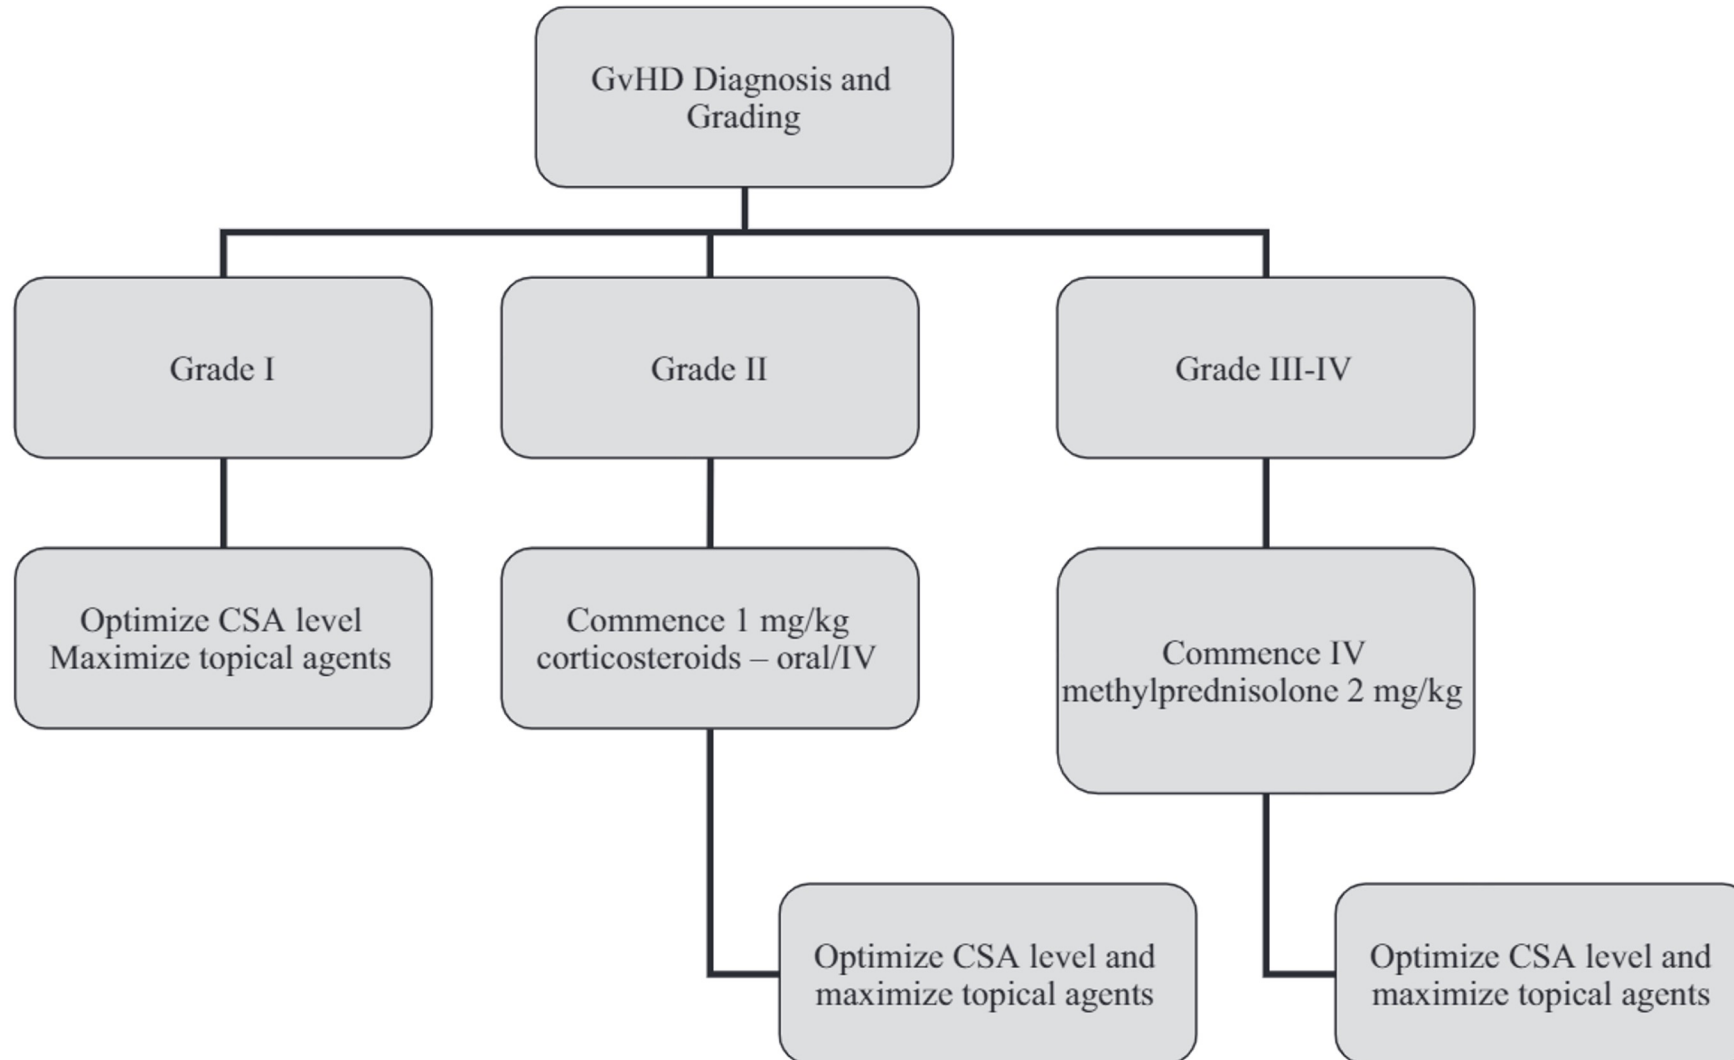 GvHD Diagnosis and
Grading
Grade I
Grade II
Grade III-IV
Optimize CSA level
Maximize topical agents
Commence 1 mg/kg
corticosteroids – oral/IV
Commence IV
methylprednisolone 2 mg/kg
Optimize CSA level and
maximize topical agents
Optimize CSA level and
maximize topical agents